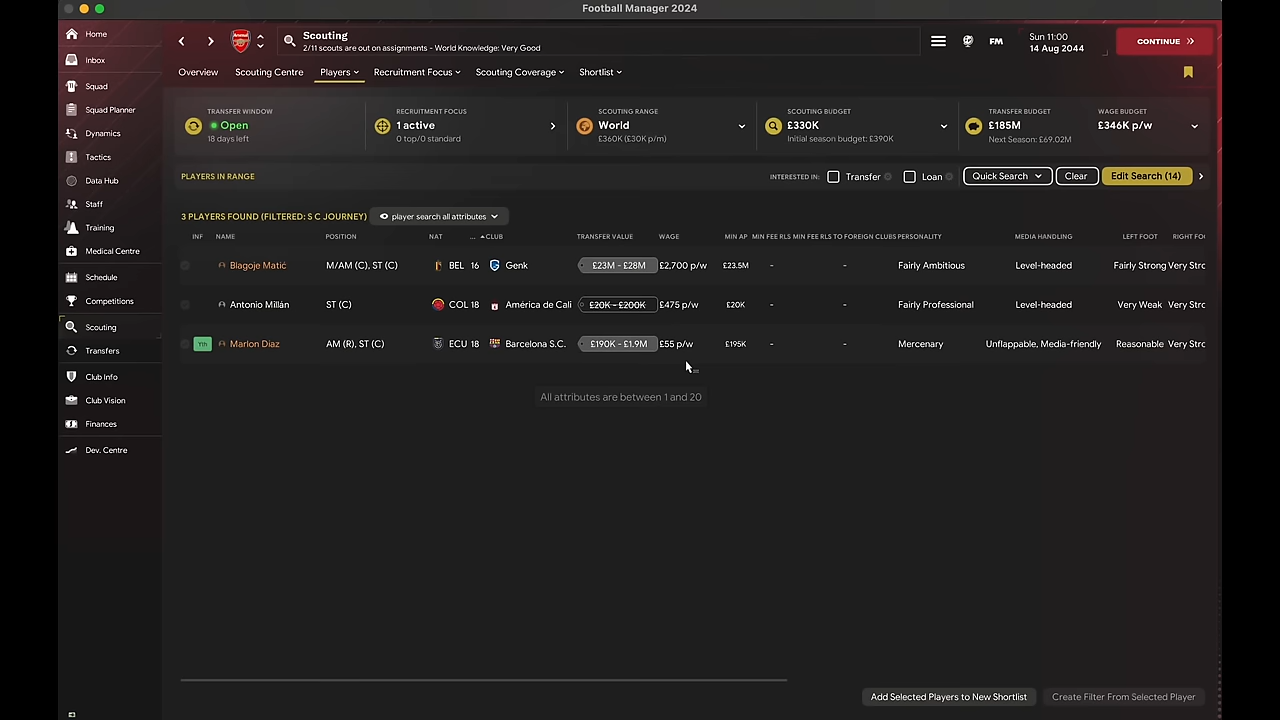 Football Manager 2024
Home
Inbox
Squad
Squad Planner
Dynamics
Tactics
Data Hub
Staff
Training
Medical Centre
Schedule
Competitions
Scouting
Transfers
Club Info
Club Vision
Finances
Dev. Centre
Scouting
2/11 scouts are out on assignments - World Knowledge: Very Good
FM
Sun 11:00
14 Aug 2044
CONTINUE
Overview Scouting Centre Players Recruitment Focus Scouting Coverage Shortlist
TRANSFER WINDOW
Open
18 days left
RECRUITMENT FOCUS
1 active
0 top/0 standard
SCOUTING RANGE
World
£360K (£30K p/m)
SCOUTING BUDGET
£330K
Initial season budget: £390K
TRANSFER BUDGET
£185M
Next Season: £69.02M
WAGE BUDGET
£346K p/w
PLAYERS IN RANGE
INTERESTED IN: Transfer Loan Quick Search Clear Edit Search (14)
3 PLAYERS FOUND (FILTERED: S C JOURNEY) player search all attributes
INF NAME POSITION NAT ... CLUB TRANSFER VALUE WAGE MIN AP MIN FEE RLS MIN FEE RLS TO FOREIGN CLUBS PERSONALITY MEDIA HANDLING LEFT FOOT RIGHT FO
Blagoje Matić M/AM (C), ST (C) BEL 16 Genk £23M - £28M £2,700 p/w £23.5M - - Fairly Ambitious Level-headed Fairly Strong Very Strc
Antonio Millán ST (C) COL 18 América de Cali £20K - £200K £475 p/w £20K - - Fairly Professional Level-headed Very Weak Very Strc
Yth Marlon Díaz AM (R), ST (C) ECU 18 Barcelona S.C. £190K - £1.9M £55 p/w £195K - - Mercenary Unflappable, Media-friendly Reasonable Very Strc
All attributes are between 1 and 20
Add Selected Players to New Shortlist Create Filter From Selected Player